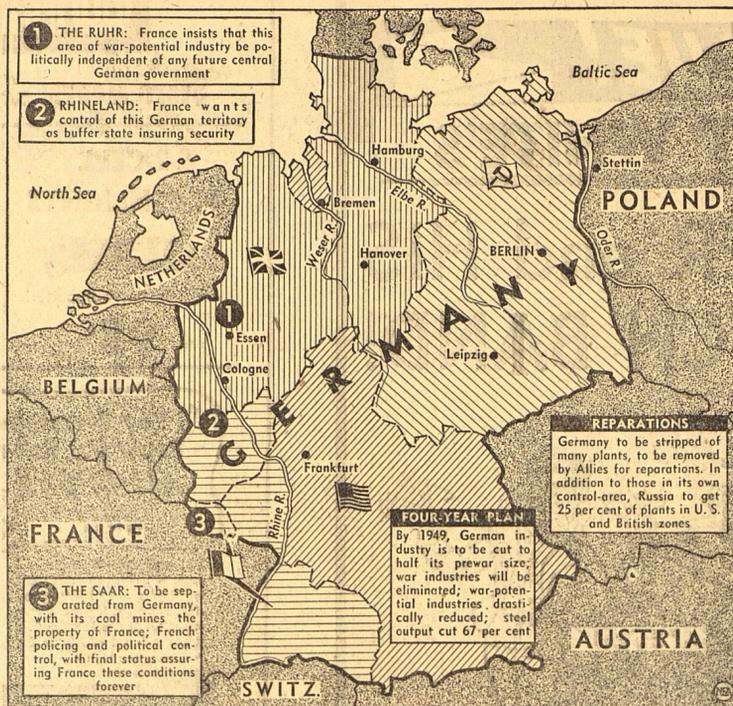 1 THE RUHR: France insists that this
area of war-potential industry be po-
litically independent of any future central
German government
2 RHINELAND: France wants
control of this German territory
as buffer state insuring security
Baltic Sea
North Sea
Hamburg
Stettin
Elbe R.
Bremen
POLAND
NETHERLANDS
Weser R.
Hanover
BERLIN
Oder R.
GERMANY
1
Essen
Leipzig
Cologne
BELGIUM
2
Frankfurt
REPARATIONS
Germany to be stripped of
many plants, to be removed
by Allies for reparations. In
addition to those in its own
control-area, Russia to get
25 per cent of plants in U. S.
and British zones
Rhine R.
3
FRANCE
FOUR-YEAR PLAN
By 1949, German in-
dustry is to be cut to
half its prewar size;
war industries will be
eliminated; war-poten-
tial industries drasti-
cally reduced; steel
output cut 67 per cent
3 THE SAAR: To be sep-
arated from Germany,
with its coal mines the
property of France; French
policing and political con-
trol, with final status assur-
ing France these conditions
forever
AUSTRIA
SWITZ.